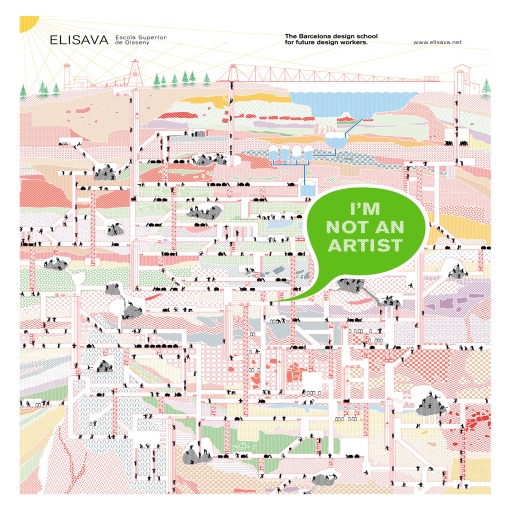 ELISAVA
Escola Superior
de Disseny
The Barcelona design school
for future design workers.
www.elisava.net
I'M
NOT AN
ARTIST